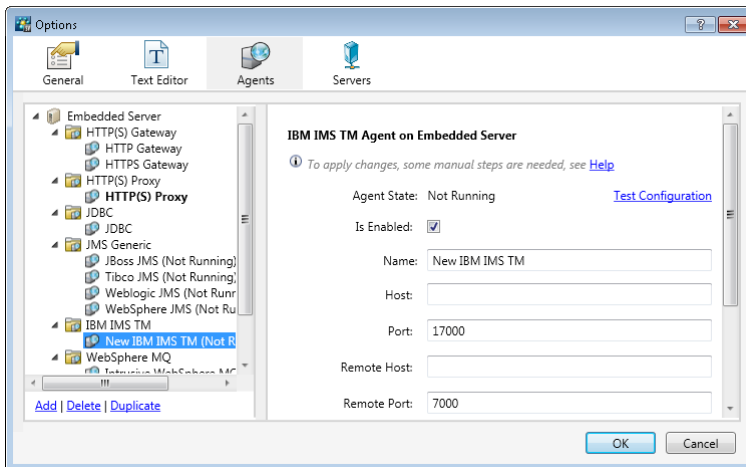 Options
General
Text Editor
Agents
Servers
Embedded Server
HTTP(S) Gateway
HTTP Gateway
HTTPS Gateway
HTTP(S) Proxy
HTTP(S) Proxy
JDBC
JDBC
JMS Generic
JBoss JMS (Not Running)
Tibco JMS (Not Running)
Weblogic JMS (Not Runr
WebSphere JMS (Not Ru
IBM IMS TM
New IBM IMS TM (Not R
WebSphere MQ
Intrusive WebSphere MQ
Add | Delete | Duplicate
IBM IMS TM Agent on Embedded Server
To apply changes, some manual steps are needed, see Help
Agent State: Not Running Test Configuration
Is Enabled:
Name: New IBM IMS TM
Host:
Port: 17000
Remote Host:
Remote Port: 7000
OK Cancel